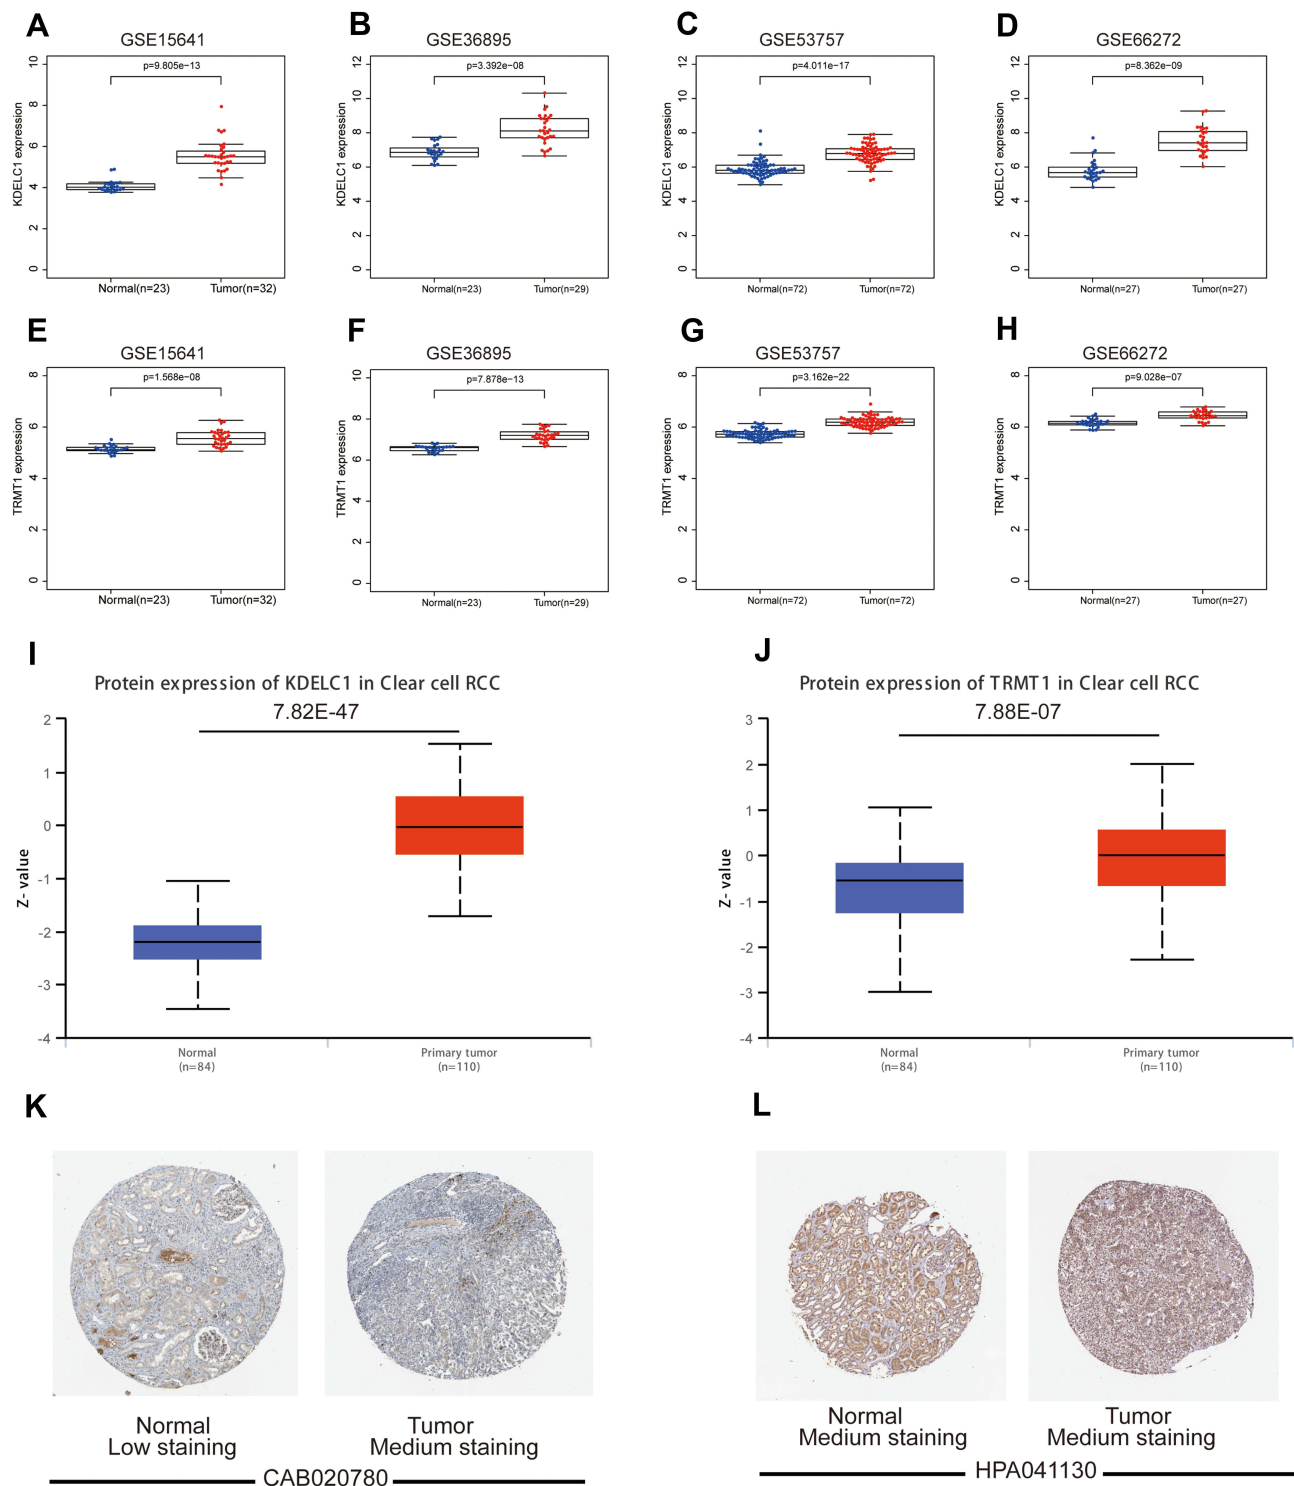 A
GSE15641
p=9.805e−13
KDELC1 expression
10
8
6
4
2
0
Normal(n=23)
Tumor(n=32)
B
GSE36895
p=3.392e−08
KDELC1 expression
12
10
8
6
4
2
0
Normal(n=23)
Tumor(n=29)
C
GSE53757
p=4.011e−17
KDELC1 expression
12
10
8
6
4
2
0
Normal(n=72)
Tumor(n=72)
D
GSE66272
p=8.362e−09
KDELC1 expression
12
10
8
6
4
2
0
Normal(n=27)
Tumor(n=27)
E
GSE15641
p=1.568e−08
TRMT1 expression
8
6
4
2
0
Normal(n=23)
Tumor(n=32)
F
GSE36895
p=7.878e−13
TRMT1 expression
10
8
6
4
2
0
Normal(n=23)
Tumor(n=29)
G
GSE53757
p=3.162e−22
TRMT1 expression
8
6
4
2
0
Normal(n=72)
Tumor(n=72)
H
GSE66272
p=9.028e−07
TRMT1 expression
8
6
4
2
0
Normal(n=27)
Tumor(n=27)
I
Protein expression of KDELC1 in Clear cell RCC
7.82E-47
Z- value
2
1
0
-1
-2
-3
-4
Normal
(n=84)
Primary tumor
(n=110)
J
Protein expression of TRMT1 in Clear cell RCC
7.88E-07
Z- value
3
2
1
0
-1
-2
-3
-4
Normal
(n=84)
Primary tumor
(n=110)
K
Normal
Low staining
Tumor
Medium staining
CAB020780
L
Normal
Medium staining
Tumor
Medium staining
HPA041130